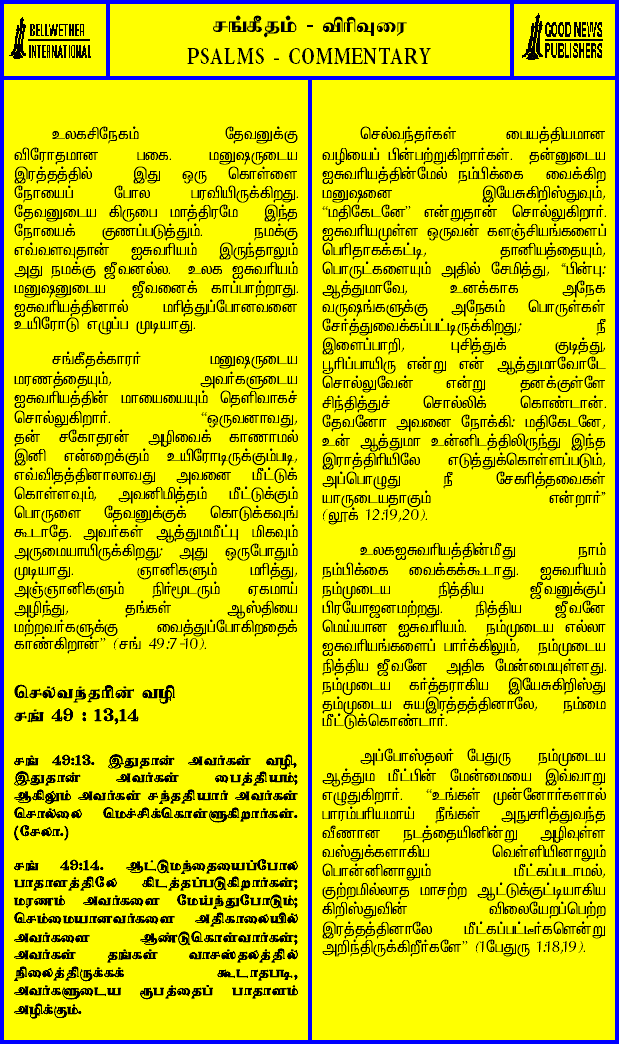 BELLWETHER
INTERNATIONAL
சங்கீதம் - விரிவுரை
PSALMS - COMMENTARY
GOOD NEWS
PUBLISHERS
உலகசிநேகம் தேவனுக்கு
விரோதமான பகை. மனுஷருடைய
இரத்தத்தில் இது ஒரு கொள்ளை
நோயைப் போல பரவியிருக்கிறது.
தேவனுடைய கிருபை மாத்திரமே இந்த
நோயைக் குணப்படுத்தும். நமக்கு
எவ்வளவுதான் ஐசுவரியம் இருந்தாலும்
அது நமக்கு ஜீவனல்ல. உலக ஐசுவரியம்
மனுஷனுடைய ஜீவனைக் காப்பாற்றாது.
ஐசுவரியத்தினால் மரித்துப்போனவனை
உயிரோடு எழுப்ப முடியாது.
சங்கீதக்காரர் மனுஷருடைய
மரணத்தையும், அவர்களுடைய
ஐசுவரியத்தின் மாயையையும் தெளிவாகச்
சொல்லுகிறார். “ஒருவனாவது,
தன் சகோதரன் அழிவைக் காணாமல்
இனி என்றைக்கும் உயிரோடிருக்கும்படி,
எவ்விதத்தினாலாவது அவனை மீட்டுக்
கொள்ளவும், அவனிமித்தம் மீட்டுக்கும்
பொருளை தேவனுக்குக் கொடுக்கவுங்
கூடாதே. அவர்கள் ஆத்துமமீட்பு மிகவும்
அருமையாயிருக்கிறது; அது ஒருபோதும்
முடியாது. ஞானிகளும் மரித்து,
அஞ்ஞானிகளும் நிர்மூடரும் ஏகமாய்
அழிந்து, தங்கள் ஆஸ்தியை
மற்றவர்களுக்கு வைத்துப்போகிறதைக்
காண்கிறான்” (சங் 49:7-10).
செல்வந்தரின் வழி
சங் 49 : 13,14
சங் 49:13. இதுதான் அவர்கள் வழி,
இதுதான் அவர்கள் பைத்தியம்;
ஆகிலும் அவர்கள் சந்ததியார் அவர்கள்
சொல்லை மெச்சிக்கொள்ளுகிறார்கள்.
(சேலா.)
சங் 49:14. ஆட்டுமந்தையைப்போல
பாதாளத்திலே கிடத்தப்படுகிறார்கள்;
மரணம் அவர்களை மேய்ந்துபோடும்;
செம்மையானவர்களை அதிகாலையில்
அவர்களை ஆண்டுகொள்வார்கள்;
அவர்கள் தங்கள் வாசஸ்தலத்தில்
நிலைத்திருக்கக் கூடாதபடி,
அவர்களுடைய ரூபத்தைப் பாதாளம்
அழிக்கும்.
செல்வந்தர்கள் பையத்தியமான
வழியைப் பின்பற்றுகிறார்கள். தன்னுடைய
ஐசுவரியத்தின்மேல் நம்பிக்கை வைக்கிற
மனுஷனை இயேசுகிறிஸ்துவும்,
“மதிகேடனே” என்றுதான் சொல்லுகிறார்.
ஐசுவரியமுள்ள ஒருவன் களஞ்சியங்களைப்
பெரிதாகக்கட்டி, தானியத்தையும்,
பொருட்களையும் அதில் சேமித்து, “பின்பு:
ஆத்துமாவே, உனக்காக அநேக
வருஷங்களுக்கு அநேகம் பொருள்கள்
சேர்த்துவைக்கப்பட்டிருக்கிறது; நீ
இளைப்பாறி, புசித்துக் குடித்து,
பூரிப்பாயிரு என்று என் ஆத்துமாவோடே
சொல்லுவேன் என்று தனக்குள்ளே
சிந்தித்துச் சொல்லிக் கொண்டான்.
தேவனோ அவனை நோக்கி: மதிகேடனே,
உன் ஆத்துமா உன்னிடத்திலிருந்து இந்த
இராத்திரியிலே எடுத்துக்கொள்ளப்படும்,
அப்பொழுது நீ சேகரித்தவைகள்
யாருடையதாகும் என்றார்”
(லூக் 12:19,20).
உலகஐசுவரியத்தின்மீது நாம்
நம்பிக்கை வைக்கக்கூடாது. ஐசுவரியம்
நம்முடைய நித்திய ஜீவனுக்குப்
பிரயோஜனமற்றது. நித்திய ஜீவனே
மெய்யான ஐசுவரியம். நம்முடைய எல்லா
ஐசுவரியங்களைப் பார்க்கிலும், நம்முடைய
நித்திய ஜீவனே அதிக மேன்மையுள்ளது.
நம்முடைய கர்த்தராகிய இயேசுகிறிஸ்து
தம்முடைய சுயஇரத்தத்தினாலே, நம்மை
மீட்டுக்கொண்டார்.
அப்போஸ்தலர் பேதுரு நம்முடைய
ஆத்தும மீட்பின் மேன்மையை இவ்வாறு
எழுதுகிறார். “உங்கள் முன்னோர்களால்
பாரம்பரியமாய் நீங்கள் அநுசரித்துவந்த
வீணான நடத்தையினின்று அழிவுள்ள
வஸ்துக்களாகிய வெள்ளியினாலும்
பொன்னினாலும் மீட்கப்படாமல்,
குற்றமில்லாத மாசற்ற ஆட்டுக்குட்டியாகிய
கிறிஸ்துவின் விலையேறப்பெற்ற
இரத்தத்தினாலே மீட்கப்பட்டீர்களென்று
அறிந்திருக்கிறீர்களே” (1பேதுரு 1:18,19).